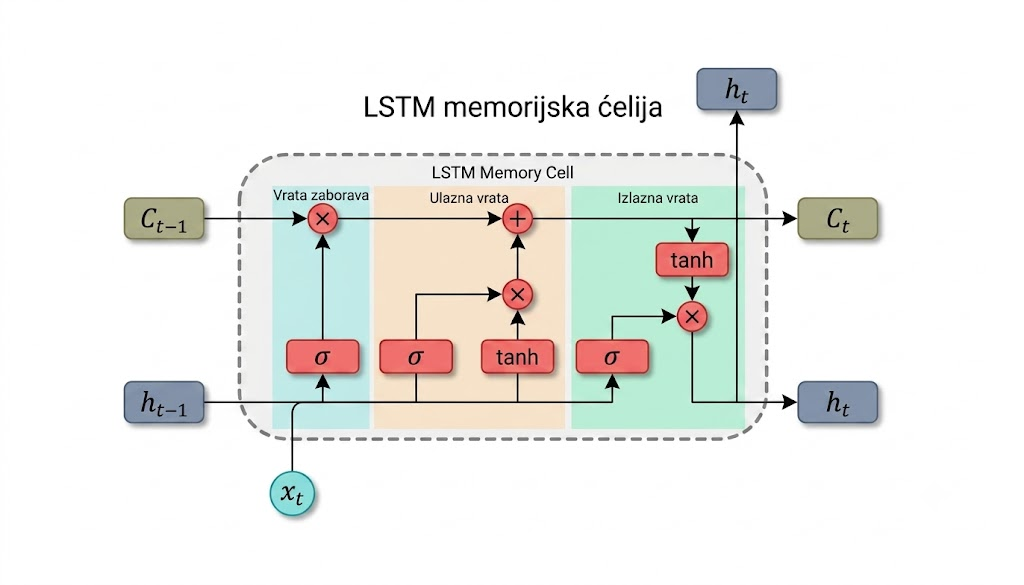 h_t
LSTM memorijska ćelija
LSTM Memory Cell
Vrata zaborava
Ulazna vrata
Izlazna vrata
C_{t-1}
×
+
C_t
tanh
×
×
σ
σ
tanh
σ
h_{t-1}
h_t
x_t